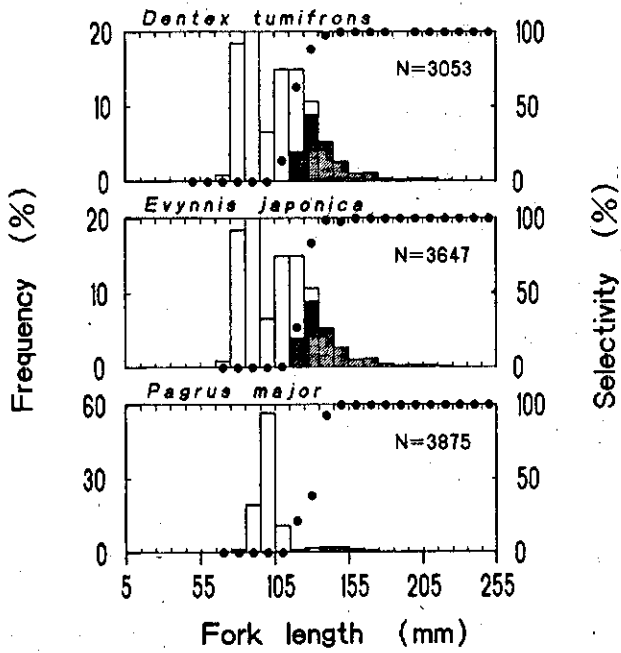 Dentex tumifrons
20
10
0
100
50
0
N=3053
Evynnis japonica
20
10
0
100
50
0
N=3647
Pagrus major
60
30
0
100
50
0
N=3875
5 55 105 155 205 255
Fork length (mm)
Frequency (%)
Selectivity (%)